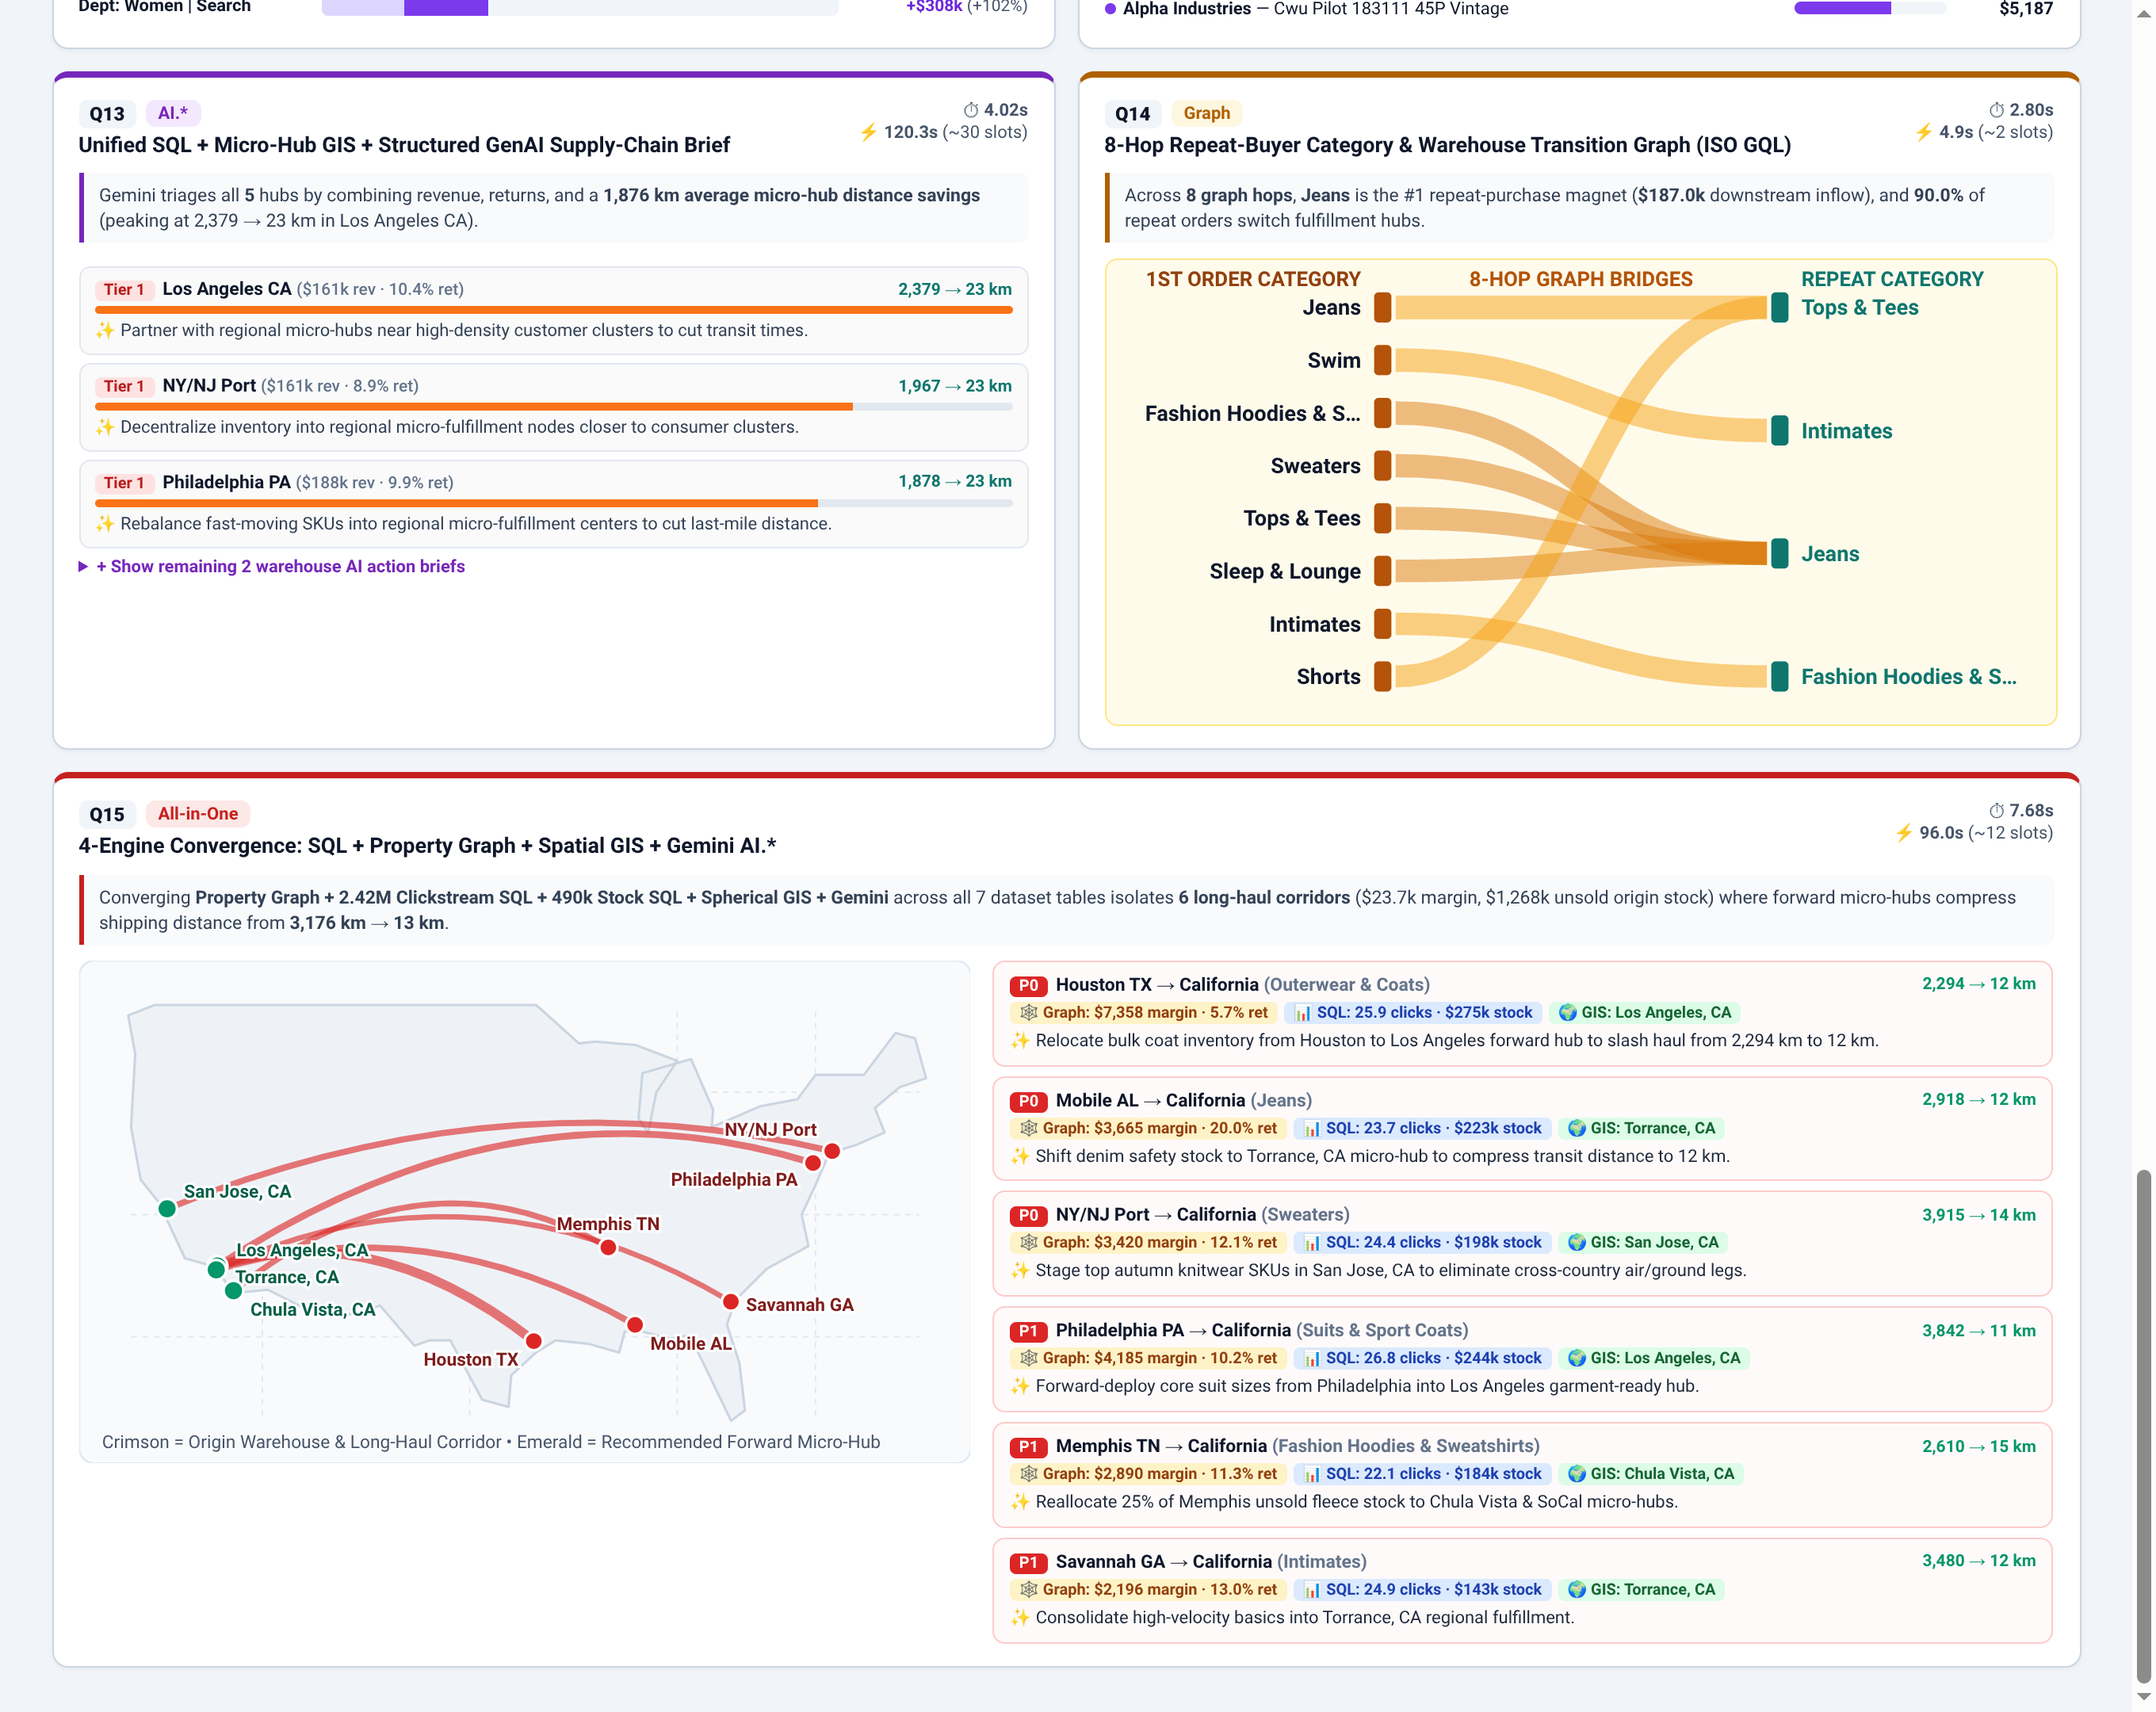 Dept: Women | Search
+$308k (+102%)
Alpha Industries — Cwu Pilot 183111 45P Vintage
$5,187
Q13
AI.*
⏱ 4.02s
⚡ 120.3s (~30 slots)
Unified SQL + Micro-Hub GIS + Structured GenAI Supply-Chain Brief
Gemini triages all 5 hubs by combining revenue, returns, and a 1,876 km average micro-hub distance savings
(peaking at 2,379 → 23 km in Los Angeles CA).
Tier 1 Los Angeles CA ($161k rev · 10.4% ret)
2,379 → 23 km
✨ Partner with regional micro-hubs near high-density customer clusters to cut transit times.
Tier 1 NY/NJ Port ($161k rev · 8.9% ret)
1,967 → 23 km
✨ Decentralize inventory into regional micro-fulfillment nodes closer to consumer clusters.
Tier 1 Philadelphia PA ($188k rev · 9.9% ret)
1,878 → 23 km
✨ Rebalance fast-moving SKUs into regional micro-fulfillment centers to cut last-mile distance.
▶ + Show remaining 2 warehouse AI action briefs
Q14
Graph
⏱ 2.80s
⚡ 4.9s (~2 slots)
8-Hop Repeat-Buyer Category & Warehouse Transition Graph (ISO GQL)
Across 8 graph hops, Jeans is the #1 repeat-purchase magnet ($187.0k downstream inflow), and 90.0% of
repeat orders switch fulfillment hubs.
1ST ORDER CATEGORY
8-HOP GRAPH BRIDGES
REPEAT CATEGORY
Jeans
Swim
Fashion Hoodies & S…
Sweaters
Tops & Tees
Sleep & Lounge
Intimates
Shorts
Tops & Tees
Intimates
Jeans
Fashion Hoodies & S…
Q15
All-in-One
⏱ 7.68s
⚡ 96.0s (~12 slots)
4-Engine Convergence: SQL + Property Graph + Spatial GIS + Gemini AI.*
Converging Property Graph + 2.42M Clickstream SQL + 490k Stock SQL + Spherical GIS + Gemini across all 7 dataset tables isolates 6 long-haul corridors ($23.7k margin, $1,268k unsold origin stock) where forward micro-hubs compress
shipping distance from 3,176 km → 13 km.
NY/NJ Port
Philadelphia PA
San Jose, CA
Memphis TN
Los Angeles, CA
Torrance, CA
Chula Vista, CA
Savannah GA
Mobile AL
Houston TX
Crimson = Origin Warehouse & Long-Haul Corridor • Emerald = Recommended Forward Micro-Hub
P0 Houston TX → California (Outerwear & Coats)
2,294 → 12 km
🕸 Graph: $7,358 margin · 5.7% ret 📊 SQL: 25.9 clicks · $275k stock 🌍 GIS: Los Angeles, CA
✨ Relocate bulk coat inventory from Houston to Los Angeles forward hub to slash haul from 2,294 km to 12 km.
P0 Mobile AL → California (Jeans)
2,918 → 12 km
🕸 Graph: $3,665 margin · 20.0% ret 📊 SQL: 23.7 clicks · $223k stock 🌍 GIS: Torrance, CA
✨ Shift denim safety stock to Torrance, CA micro-hub to compress transit distance to 12 km.
P0 NY/NJ Port → California (Sweaters)
3,915 → 14 km
🕸 Graph: $3,420 margin · 12.1% ret 📊 SQL: 24.4 clicks · $198k stock 🌍 GIS: San Jose, CA
✨ Stage top autumn knitwear SKUs in San Jose, CA to eliminate cross-country air/ground legs.
P1 Philadelphia PA → California (Suits & Sport Coats)
3,842 → 11 km
🕸 Graph: $4,185 margin · 10.2% ret 📊 SQL: 26.8 clicks · $244k stock 🌍 GIS: Los Angeles, CA
✨ Forward-deploy core suit sizes from Philadelphia into Los Angeles garment-ready hub.
P1 Memphis TN → California (Fashion Hoodies & Sweatshirts)
2,610 → 15 km
🕸 Graph: $2,890 margin · 11.3% ret 📊 SQL: 22.1 clicks · $184k stock 🌍 GIS: Chula Vista, CA
✨ Reallocate 25% of Memphis unsold fleece stock to Chula Vista & SoCal micro-hubs.
P1 Savannah GA → California (Intimates)
3,480 → 12 km
🕸 Graph: $2,196 margin · 13.0% ret 📊 SQL: 24.9 clicks · $143k stock 🌍 GIS: Torrance, CA
✨ Consolidate high-velocity basics into Torrance, CA regional fulfillment.